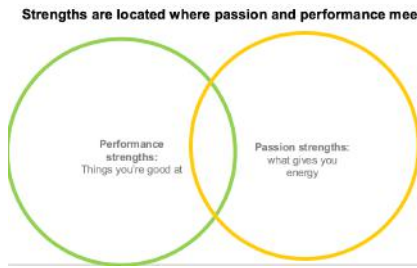 Strengths are located where passion and performance mee
Performance
strengths:
Things you're good at
Passion strengths:
what gives you
energy